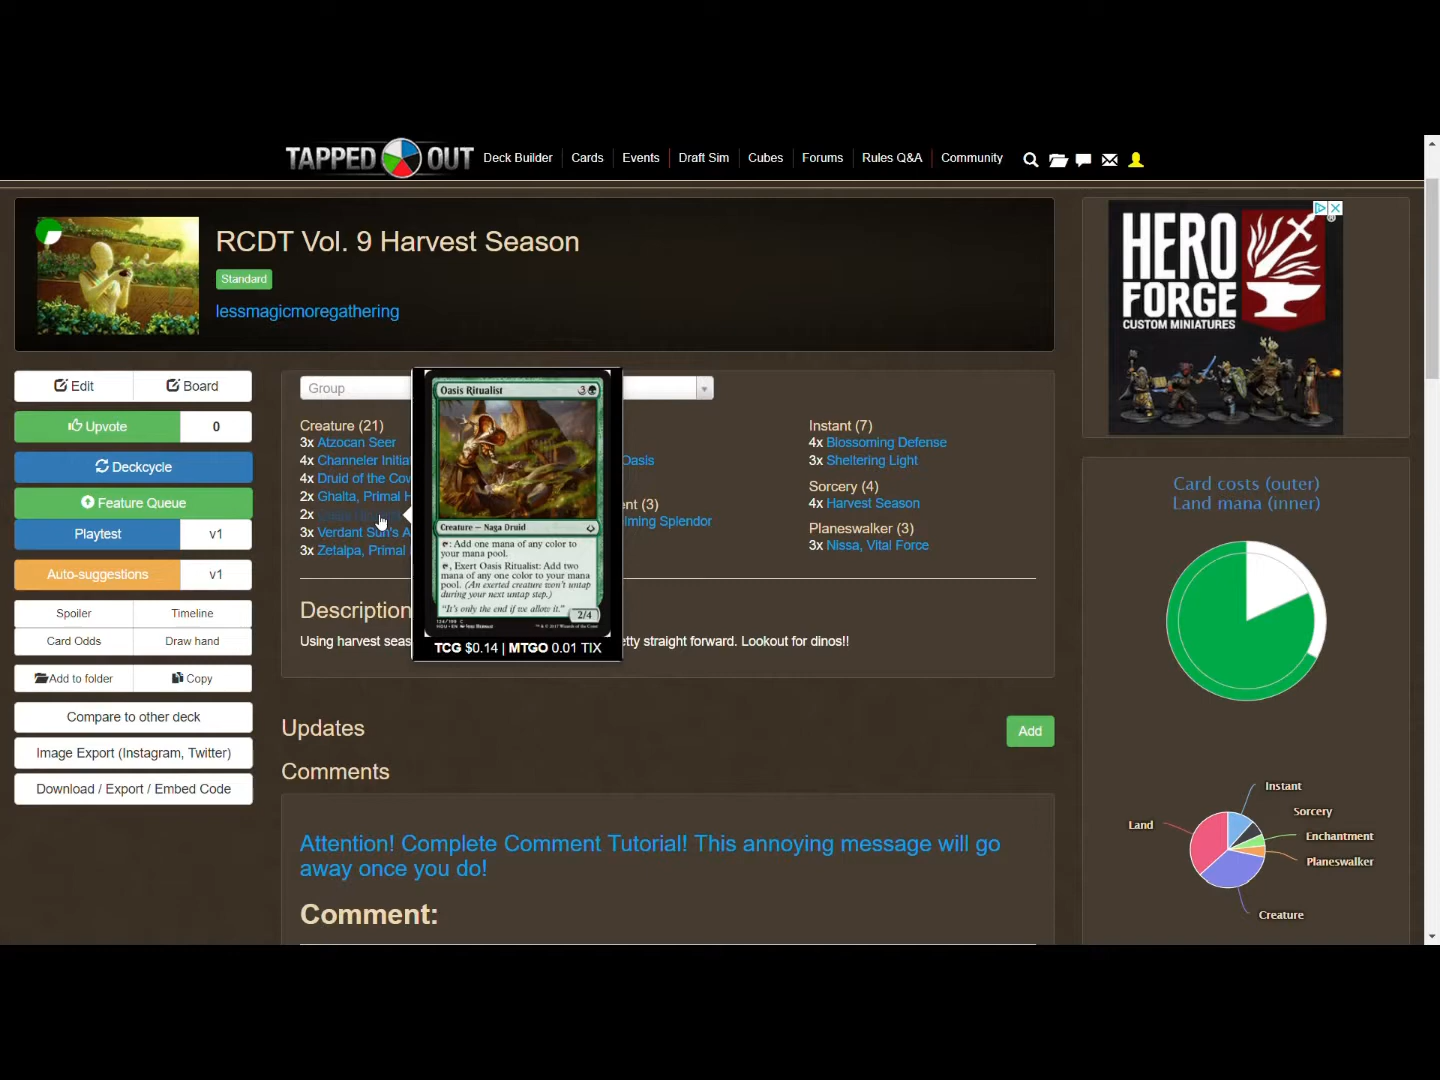 TAPPED OUT
Deck Builder Cards Events Draft Sim Cubes Forums Rules Q&A Community
RCDT Vol. 9 Harvest Season
Standard
lessmagicmoregathering
HERO
FORGE
CUSTOM MINIATURES
Edit Board
Upvote 0
Deckcycle
Feature Queue
Playtest v1
Auto-suggestions v1
Spoiler Timeline
Card Odds Draw hand
Add to folder Copy
Compare to other deck
Image Export (Instagram, Twitter)
Download / Export / Embed Code
Group
Creature (21)
3x Atzocan Seer
4x Channeler Initia
4x Druid of the Cow
2x Ghalta, Primal H
2x
3x Verdant Sun's A
3x Zetalpa, Primal
Oasis Ritualist 3
Creature — Naga Druid
: Add one mana of any color to
your mana pool.
, Exert Oasis Ritualist: Add two
mana of any one color to your mana
pool. (An exerted creature won't untap
during your next untap step.)
"It's only the end if we allow it."
2/4
TCG $0.14 | MTGO 0.01 TIX
Oasis
ent (3)
lming Splendor
Instant (7)
4x Blossoming Defense
3x Sheltering Light
Sorcery (4)
4x Harvest Season
Planeswalker (3)
3x Nissa, Vital Force
Description
Using harvest seas
etty straight forward. Lookout for dinos!!
Updates
Add
Comments
Attention! Complete Comment Tutorial! This annoying message will go
away once you do!
Comment:
Card costs (outer)
Land mana (inner)
Instant
Sorcery
Land
Enchantment
Planeswalker
Creature